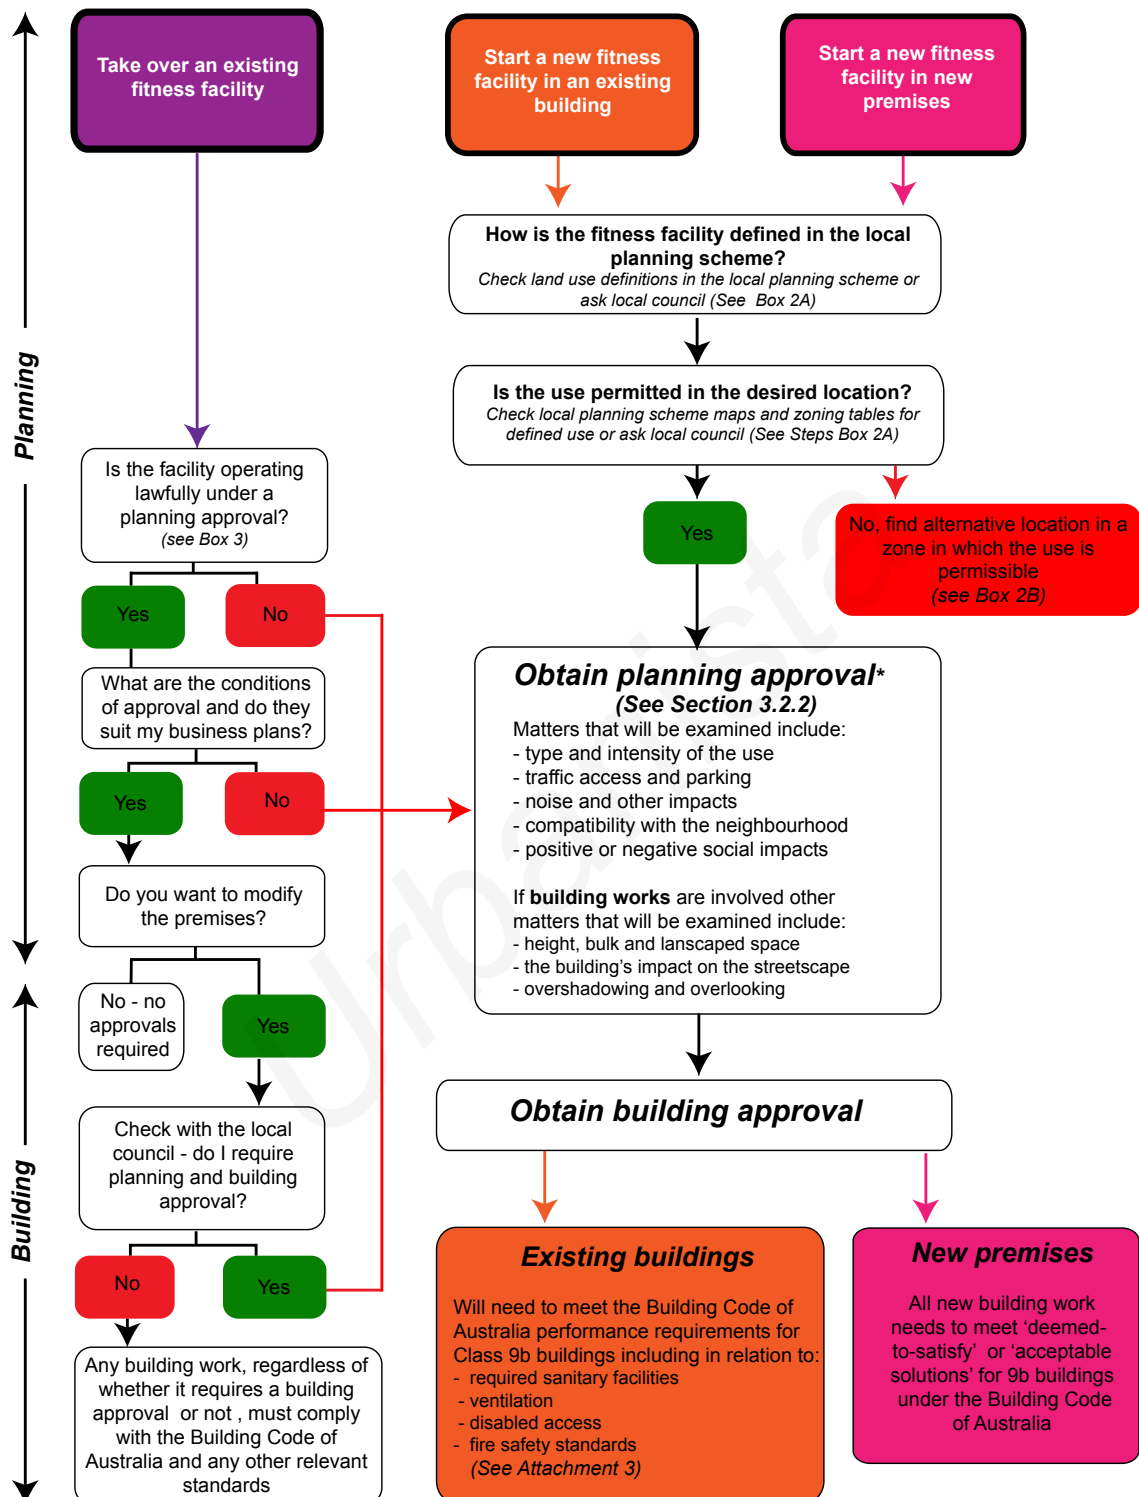 Take over an existing
fitness facility
Start a new fitness
facility in an existing
building
Start a new fitness
facility in new
premises
How is the fitness facility defined in the local
planning scheme?
Check land use definitions in the local planning scheme or
ask local council (See Box 2A)
Is the use permitted in the desired location?
Check local planning scheme maps and zoning tables for
defined use or ask local council (See Steps Box 2A)
Planning
Is the facility operating
lawfully under a
planning approval?
(see Box 3)
Yes
No
Yes
No, find alternative location in a
zone in which the use is
permissible
(see Box 2B)
What are the conditions
of approval and do they
suit my business plans?
Yes
No
Obtain planning approval*
(See Section 3.2.2)
Matters that will be examined include:
- type and intensity of the use
- traffic access and parking
- noise and other impacts
- compatibility with the neighbourhood
- positive or negative social impacts
If building works are involved other
matters that will be examined include:
- height, bulk and lanscaped space
- the building's impact on the streetscape
- overshadowing and overlooking
Do you want to modify
the premises?
No - no
approvals
required
Yes
Building
Check with the local
council - do I require
planning and building
approval?
No
Yes
Any building work, regardless of
whether it requires a building
approval or not , must comply
with the Building Code of
Australia and any other relevant
standards
Obtain building approval
Existing buildings
Will need to meet the Building Code of
Australia performance requirements for
Class 9b buildings including in relation to:
- required sanitary facilities
- ventilation
- disabled access
- fire safety standards
(See Attachment 3)
New premises
All new building work
needs to meet ‘deemed-
to-satisfy’ or ‘acceptable
solutions’ for 9b buildings
under the Building Code
of Australia
Urbanista